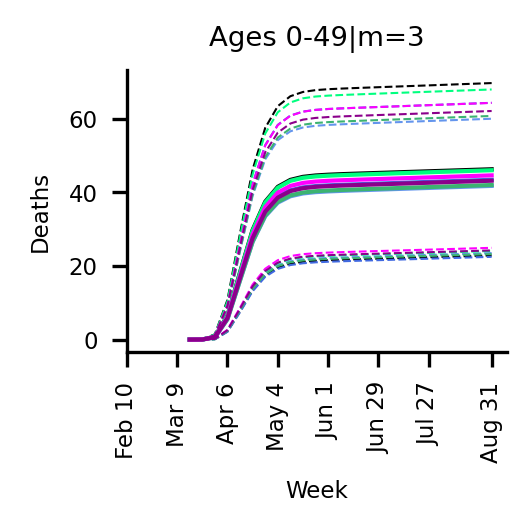 Ages 0-49|m=3
Deaths
60
40
20
0
Feb 10
Mar 9
Apr 6
May 4
Jun 1
Jun 29
Jul 27
Aug 31
Week